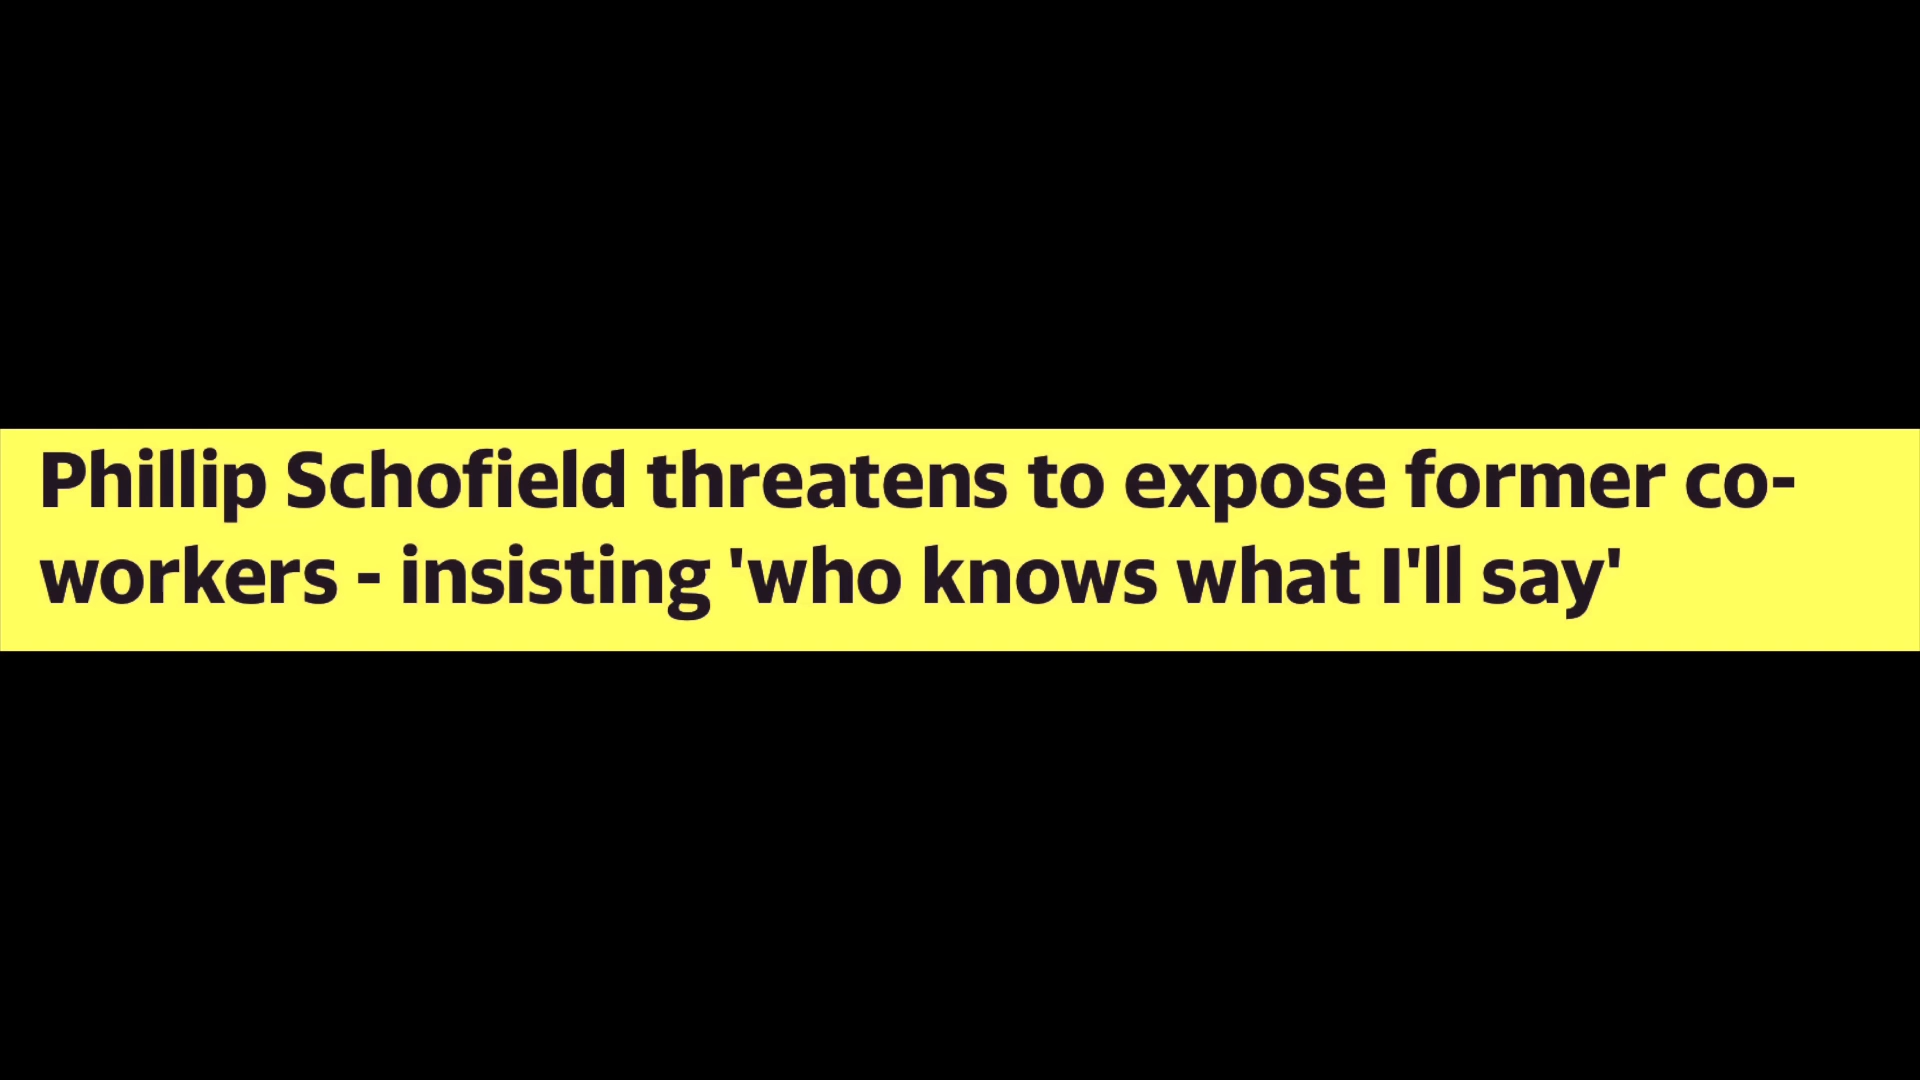 Phillip Schofield threatens to expose former co-
workers - insisting 'who knows what I'll say'